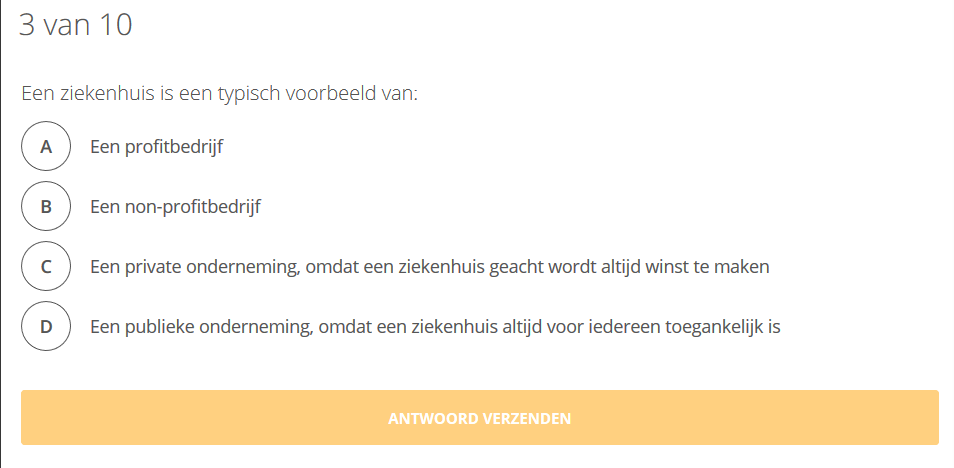 3 van 10
Een ziekenhuis is een typisch voorbeeld van:
A Een profitbedrijf
B Een non-profitbedrijf
C Een private onderneming, omdat een ziekenhuis geacht wordt altijd winst te maken
D Een publieke onderneming, omdat een ziekenhuis altijd voor iedereen toegankelijk is
ANTWOORD VERZENDEN